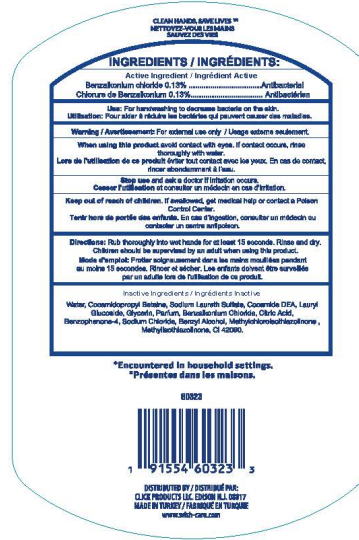 CLEAN HANDS, SAVE LIVES ™
NETTOYEZ-VOUS LES MAINS
SAUVEZ DES VIES
INGREDIENTS / INGRÉDIENTS:
Active Ingredient / Ingrédient Active
Benzalkonium chloride 0.13% ................................Antibacterial
Chlorure de Benzalkonium 0.13%................................ Antibactérien
Use: For handwashing to decrease bacteria on the skin.
Utilisation: Pour aider à réduire les bactéries qui peuvent causer des maladies.
Warning / Avertissement: For external use only / Usage externe seulement.
When using this product avoid contact with eyes. If contact occurs, rinse
thoroughly with water.
Lors de l'utilisation de ce produit éviter tout contact avec les yeux. En cas de contact,
rincer abondamment à l'eau.
Stop use and ask a doctor if irritation occurs.
Cesser l'utilisation et consulter un médecin en cas d'irritation.
Keep out of reach of children. If swallowed, get medical help or contact a Poison
Control Center.
Tenir hors de portée des enfants. En cas d'ingestion, consulter un médecin ou
contacter un centre antipoison.
Directions: Rub thoroughly into wet hands for at least 15 seconds. Rinse and dry.
Children should be supervised by an adult when using this product.
Mode d'emploi: Frotter soigneusement dans les mains mouillées pendant
au moins 15 secondes. Rincer et sécher. Les enfants doivent être surveillés
par un adulte lors de l'utilisation de ce produit.
Inactive Ingredients / Ingrédients Inactive
Water, Cocamidopropyl Betaine, Sodium Laureth Sulfate, Cocamide DEA, Lauryl
Glucoside, Glycerin, Parfum, Benzalkonium Chloride, Citric Acid,
Benzophenone-4, Sodium Chloride, Benzyl Alcohol, Methylchloroisothiazolinone ,
Methylisothiazolinone, CI 42090.
*Encountered in household settings.
*Présentes dans les maisons.
60323
1 91554 60323 3
DISTRIBUTED BY / DISTRIBUÉ PAR:
CLICK PRODUCTS LLC. EDISON N.J. 08817
MADE IN TURKEY / FABRIQUÉ EN TURQUIE
www.wish-care.com